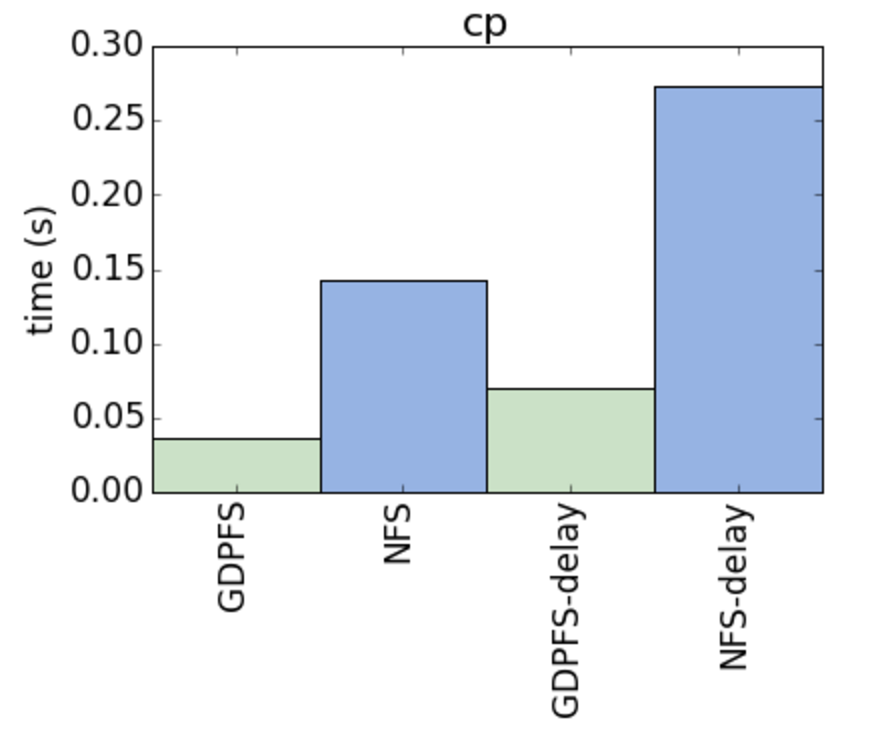 cp
0.30
0.25
0.20
0.15
0.10
0.05
0.00
time (s)
GDPFS
NFS
GDPFS-delay
NFS-delay